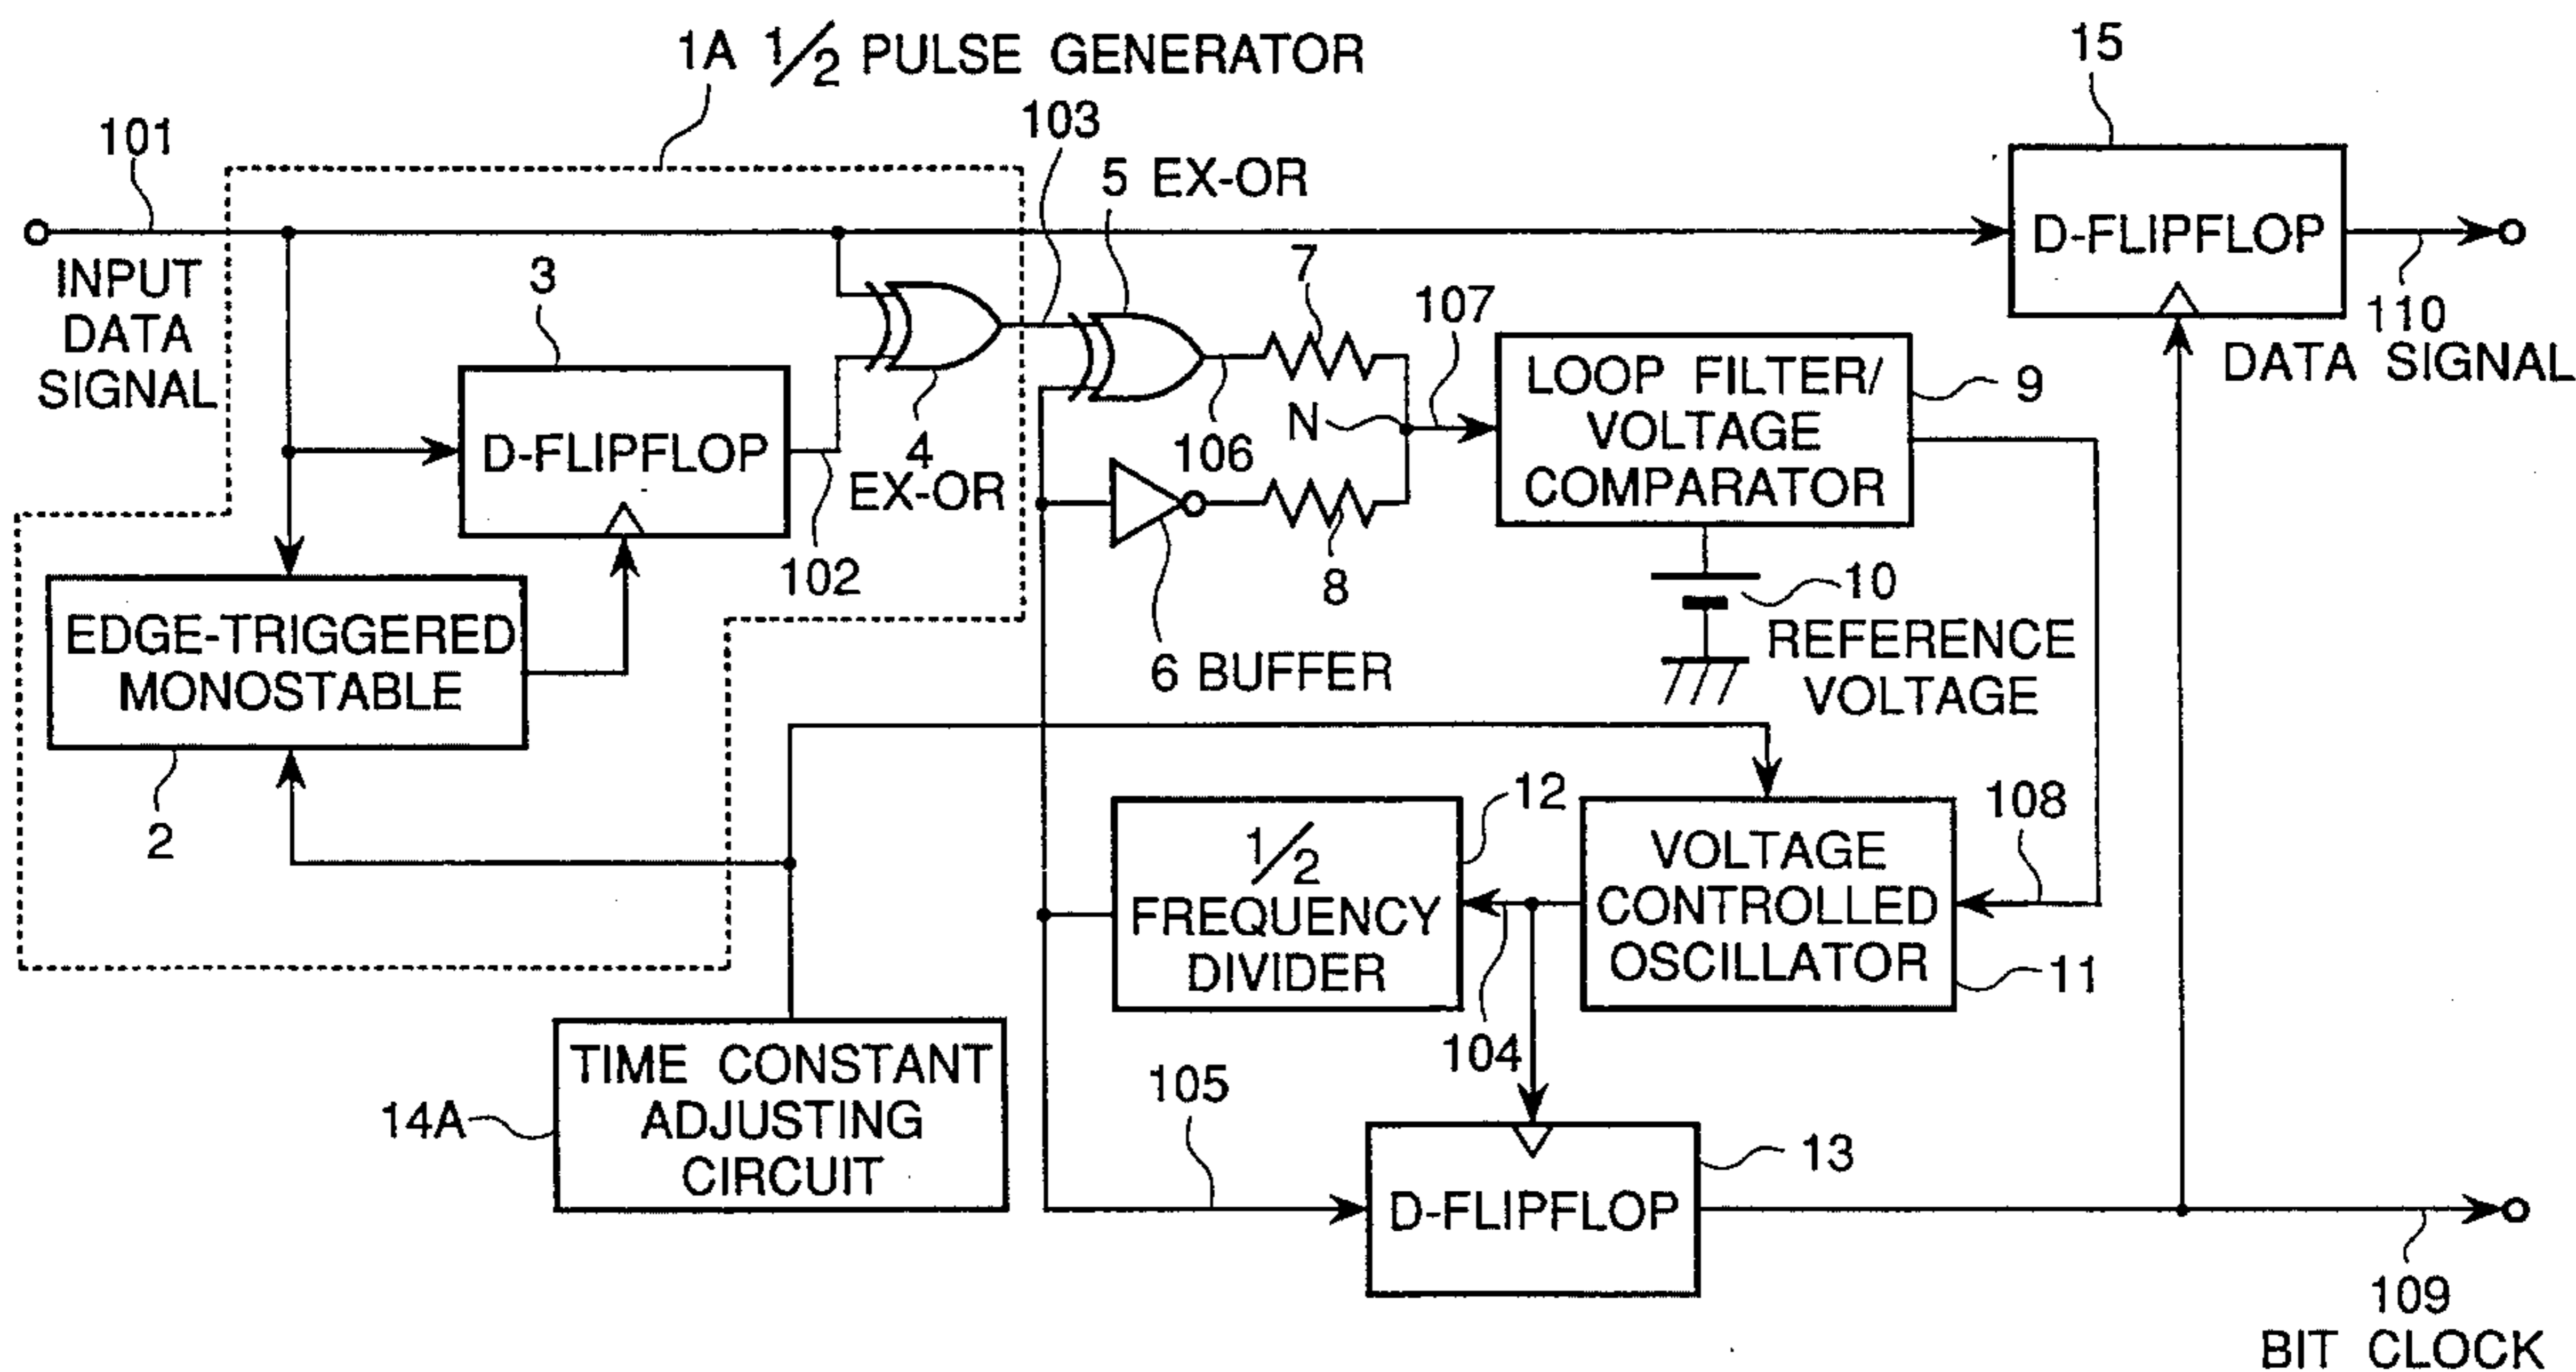 1A 1/2 PULSE GENERATOR
15
101
103
5 EX-OR
D-FLIPFLOP
INPUT
DATA
SIGNAL
3
7
107
110
DATA SIGNAL
LOOP FILTER/
VOLTAGE
COMPARATOR
9
D-FLIPFLOP
4
EX-OR
106
N
102
8
10
REFERENCE
VOLTAGE
EDGE-TRIGGERED
MONOSTABLE
6 BUFFER
2
12
108
1/2
FREQUENCY
DIVIDER
VOLTAGE
CONTROLLED
OSCILLATOR
11
104
TIME CONSTANT
ADJUSTING
CIRCUIT
14A
105
13
D-FLIPFLOP
109
BIT CLOCK